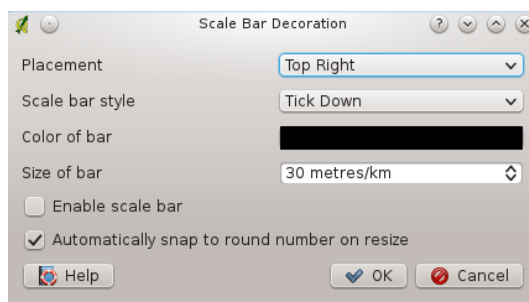 Scale Bar Decoration
Placement
Top Right
Scale bar style
Tick Down
Color of bar
Size of bar
30 metres/km
Enable scale bar
Automatically snap to round number on resize
Help
OK
Cancel